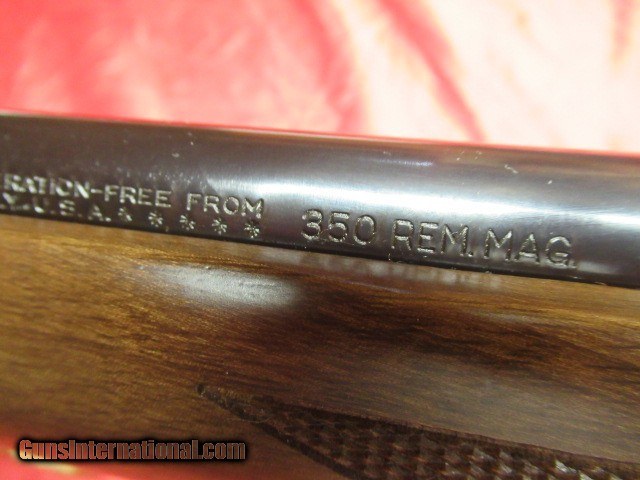 RATION-FREE FROM
Y. U.S.A.* * * * *
350 REM. MAG.
GunsInternational.com